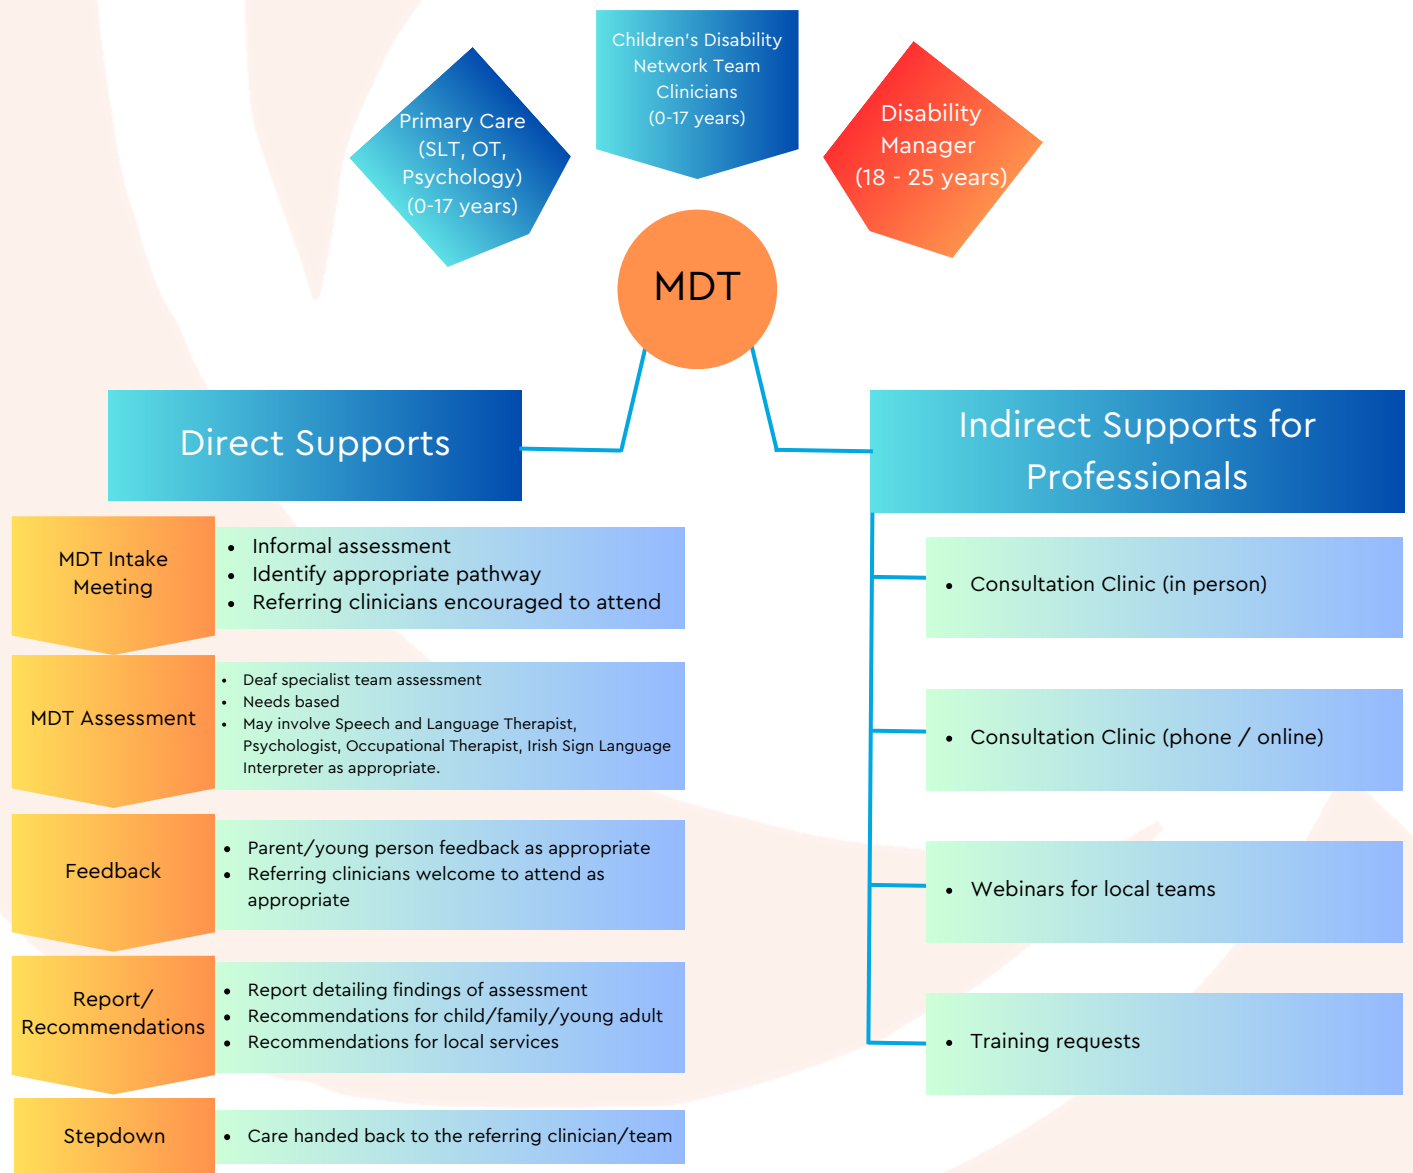 Primary Care
(SLT, OT,
Psychology)
(0-17 years)
Children's Disability
Network Team
Clinicians
(0-17 years)
Disability
Manager
(18 - 25 years)
MDT
Direct Supports
MDT Intake
Meeting
• Informal assessment
• Identify appropriate pathway
• Referring clinicians encouraged to attend
MDT Assessment
• Deaf specialist team assessment
• Needs based
• May involve Speech and Language Therapist,
Psychologist, Occupational Therapist, Irish Sign Language
Interpreter as appropriate.
Feedback
• Parent/young person feedback as appropriate
• Referring clinicians welcome to attend as
appropriate
Report/
Recommendations
• Report detailing findings of assessment
• Recommendations for child/family/young adult
• Recommendations for local services
Stepdown
• Care handed back to the referring clinician/team
Indirect Supports for
Professionals
• Consultation Clinic (in person)
• Consultation Clinic (phone / online)
• Webinars for local teams
• Training requests